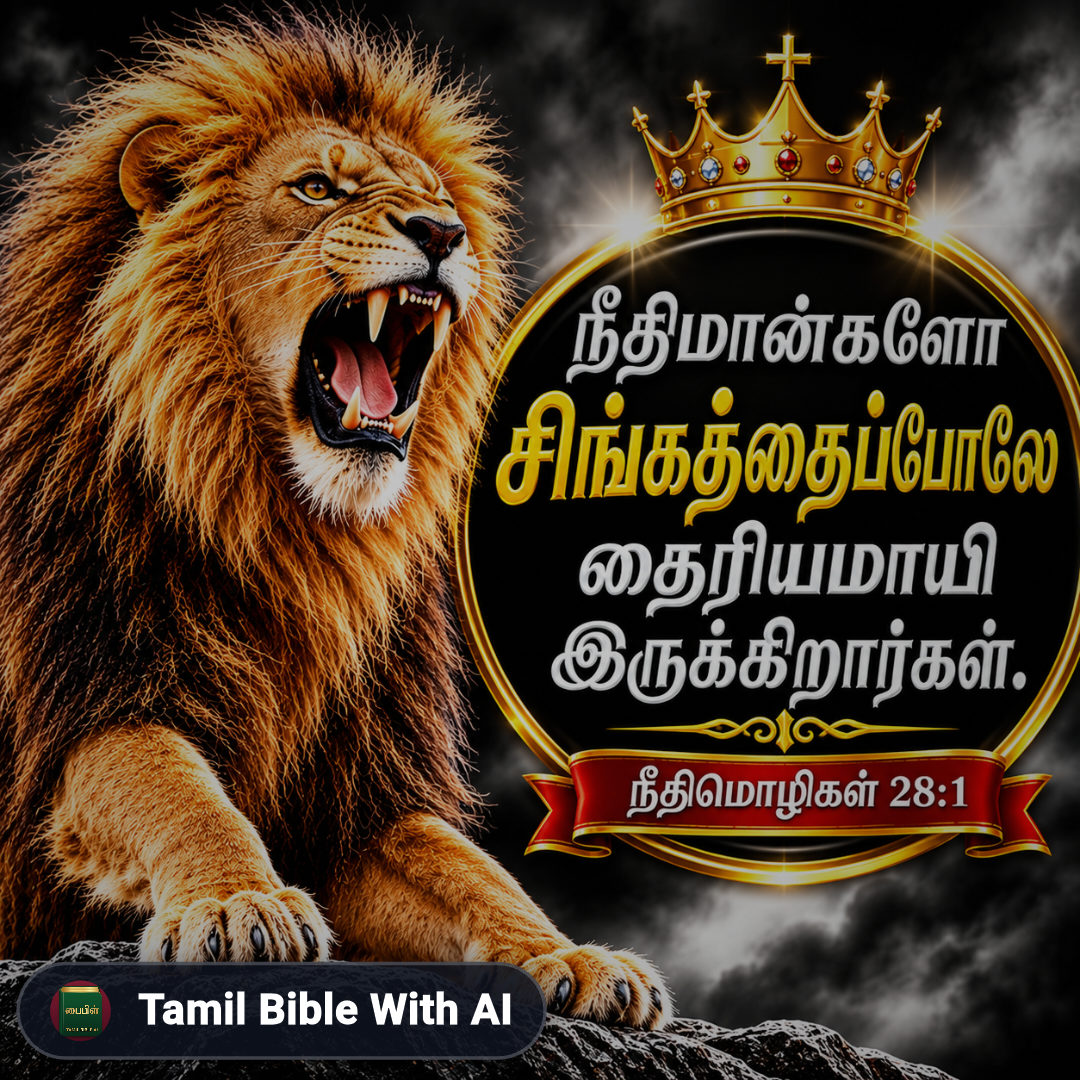 நீதிமான்களோ
சிங்கத்தைப்போலே
தைரியமாயி
இருக்கிறார்கள்.
நீதிமொழிகள் 28:1
பைபிள்
Tamil Bible With AI